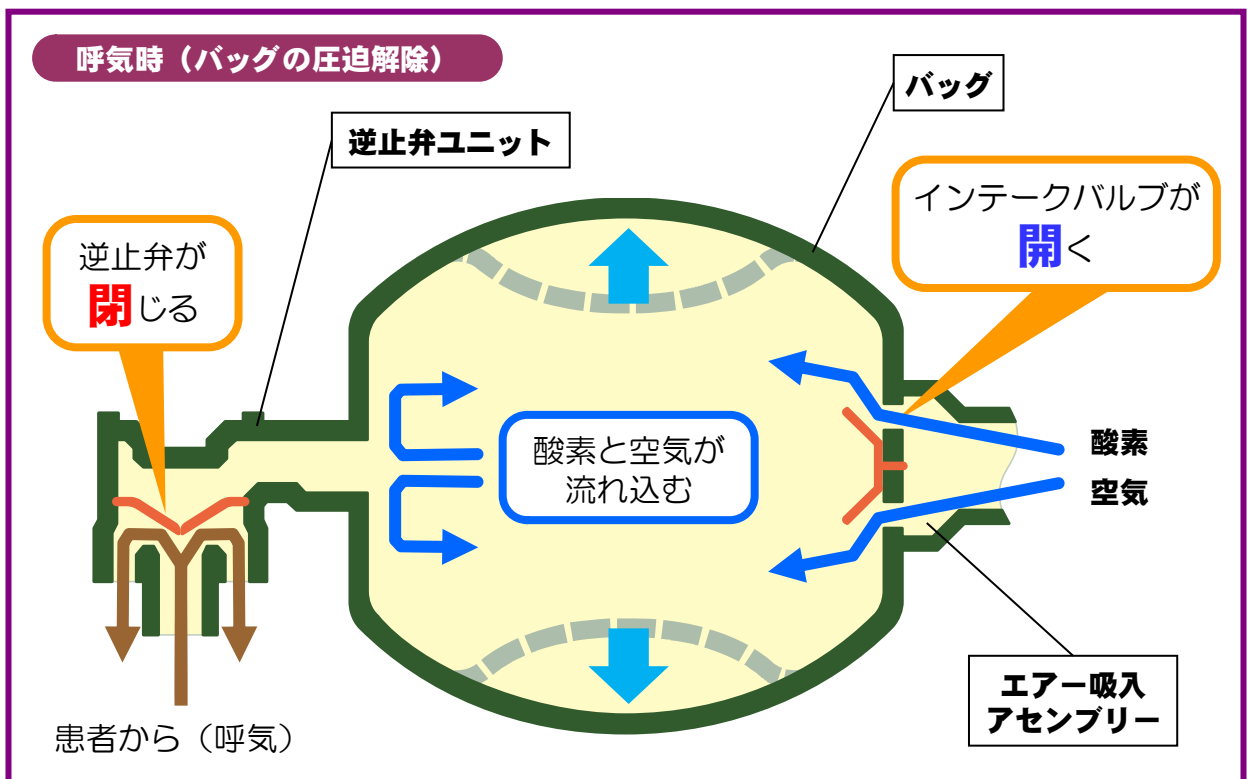 呼気時（バッグの圧迫解除）
バッグ
逆止弁ユニット
インテークバルブが
開く
逆止弁が
閉じる
酸素と空気が
流れ込む
酸素
空気
エアー吸入
アセンブリー
患者から（呼気）